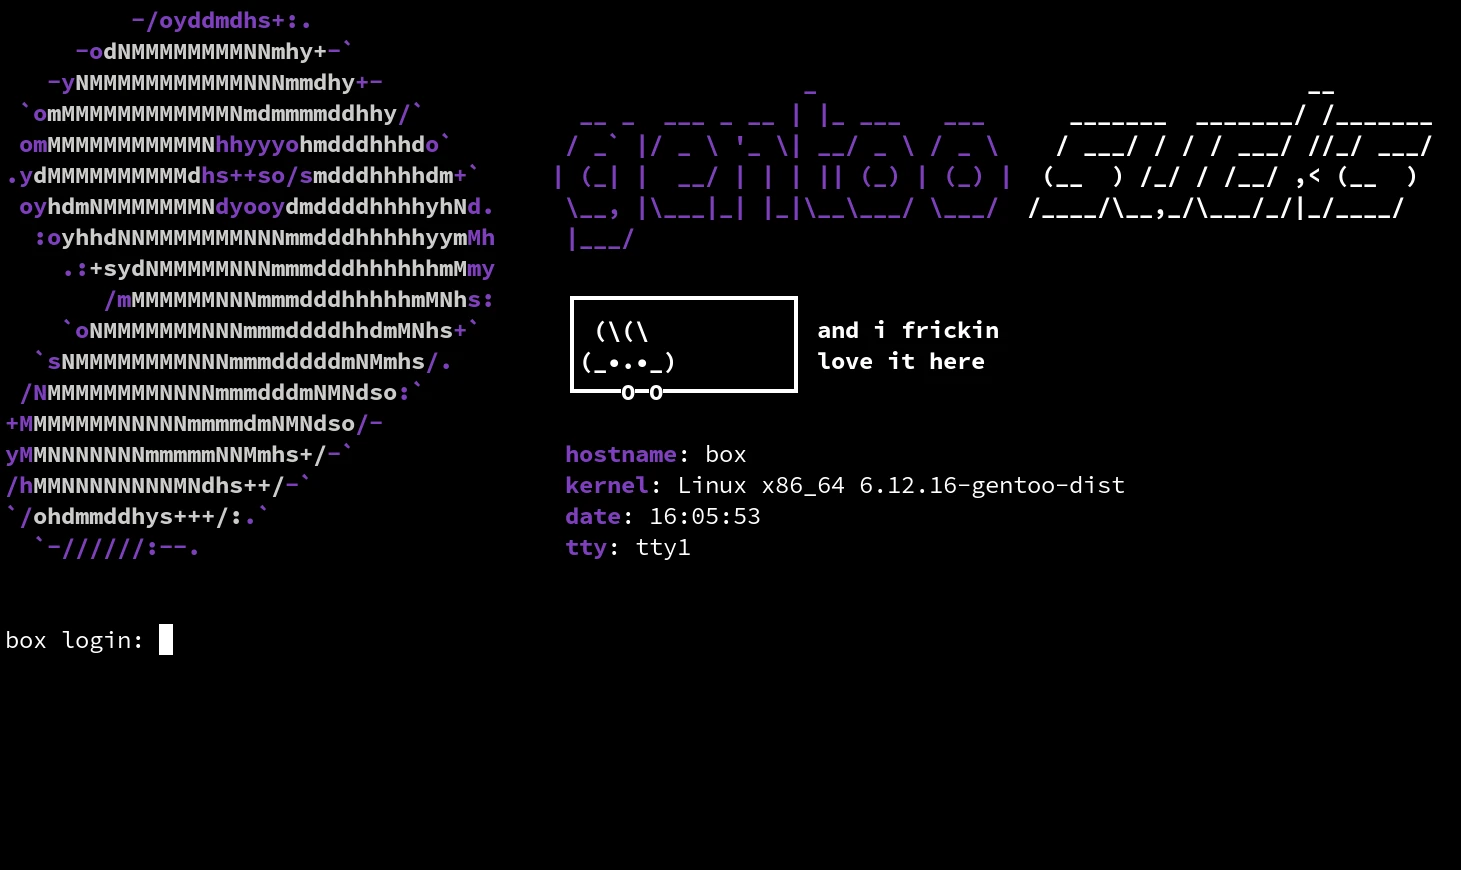 -/oyddmdhs+:.
     -odNMMMMMMMMNNmhy+-`
   -yNMMMMMMMMMMMNNNmmdhy+-
 `omMMMMMMMMMMMMNmdmmmmddhhy/`
 omMMMMMMMMMMMNhhyyyohmdddhhhdo`
.ydMMMMMMMMMMdhs++so/smdddhhhhdm+`
 oyhdmNMMMMMMMNdyooydmddddhhhhyhNd.
  :oyhhdNNMMMMMMMNNNmmdddhhhhhyymMh
    .:+sydNMMMMMNNNmmmdddhhhhhhmMmy
       /mMMMMMMNNNmmmdddhhhhhmMNhs:
    `oNMMMMMMMNNNmmmddddhhdmMNhs+`
  `sNMMMMMMMMNNNmmmdddddmNMmhs/.
 /NMMMMMMMMNNNNmmmdddmNMNdso:`
+MMMMMMMNNNNNmmmmdmNMNdso/-
yMMNNNNNNNmmmmmNNMmhs+/-`
/hMMNNNNNNNNMNdhs++/-`
`/ohdmmddhys+++/:.`
  `-//////:--.
gentoo sucks
(\(\
(_•.•_)
o o
and i frickin
love it here
hostname: box
kernel: Linux x86_64 6.12.16-gentoo-dist
date: 16:05:53
tty: tty1
box login: